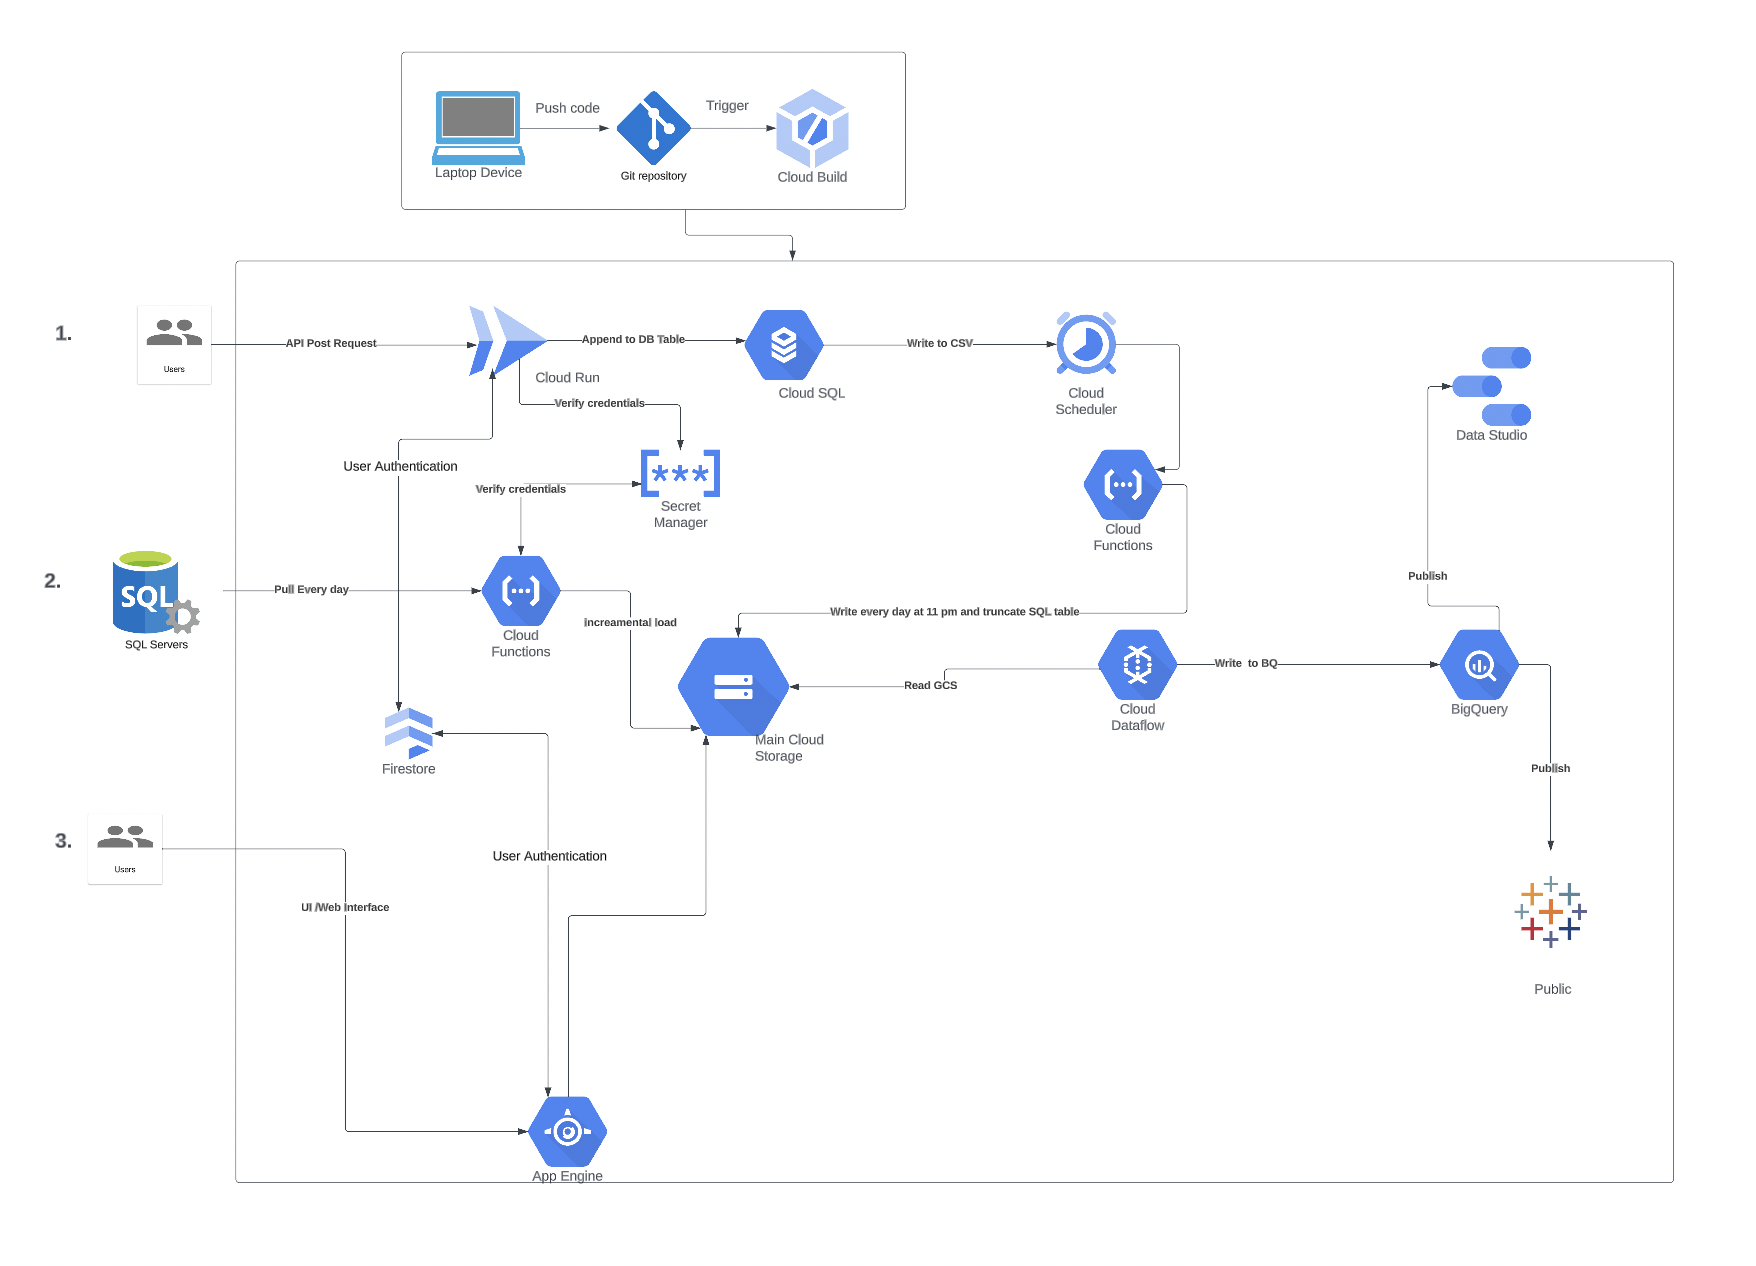 Push code
Trigger
Laptop Device
Git repository
Cloud Build
1.
Users
API Post Request
Cloud Run
Append to DB Table
Cloud SQL
Write to CSV
Cloud
Scheduler
Verify credentials
Data Studio
User Authentication
***
Secret
Manager
Verify credentials
Cloud
Functions
2.
SQL
SQL Servers
Pull Every day
Cloud
Functions
increamental load
Write every day at 11 pm and truncate SQL table
Publish
Main Cloud
Storage
Read GCS
Cloud
Dataflow
Write to BQ
BigQuery
Firestore
Publish
3.
Users
User Authentication
UI /Web Interface
Public
App Engine